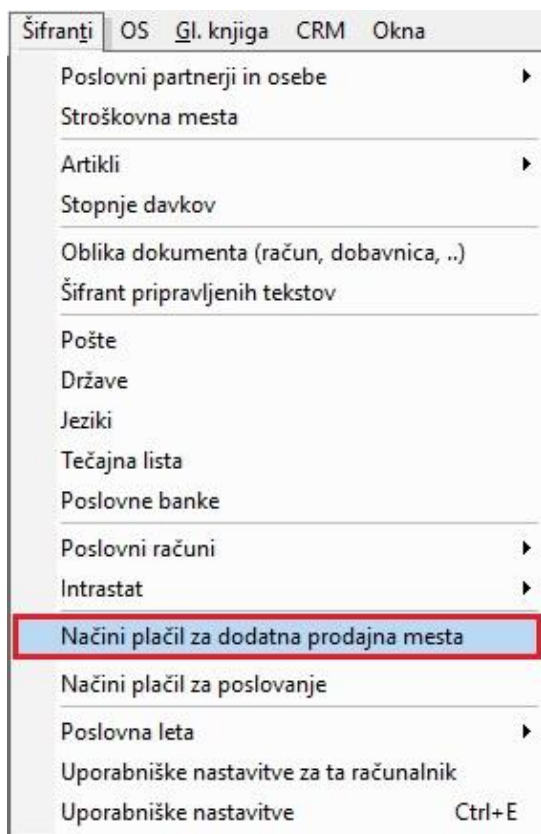 Šifranti OS Gl. knjiga CRM Okna
Poslovni partnerji in osebe
Stroškovna mesta
Artikli
Stopnje davkov
Oblika dokumenta (račun, dobavnica, ..)
Šifrant pripravljenih tekstov
Pošte
Države
Jeziki
Tečajna lista
Poslovne banke
Poslovni računi
Intrastat
Načini plačil za dodatna prodajna mesta
Načini plačil za poslovanje
Poslovna leta
Uporabniške nastavitve za ta računalnik
Uporabniške nastavitve Ctrl+E